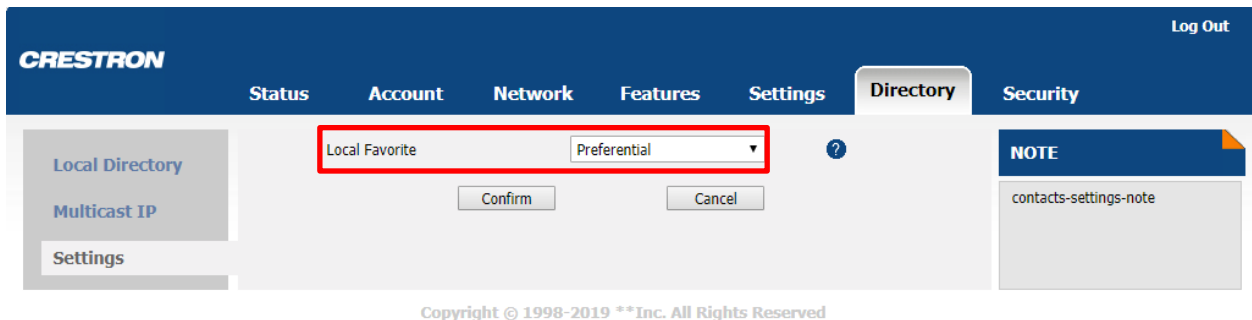 Log Out
CRESTRON
Status Account Network Features Settings Directory Security
Local Directory
Multicast IP
Settings
Local Favorite Preferential ?
Confirm Cancel
NOTE
contacts-settings-note
Copyright © 1998-2019 **Inc. All Rights Reserved